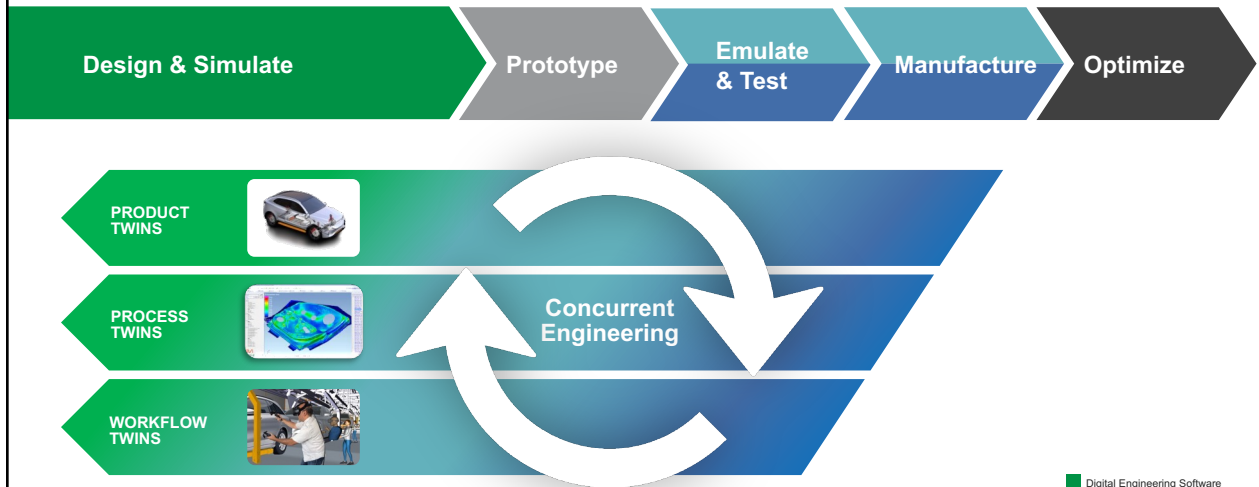 Design & Simulate
Prototype
Emulate
& Test
Manufacture
Optimize
PRODUCT
TWINS
PROCESS
TWINS
Concurrent
Engineering
WORKFLOW
TWINS
Digital Engineering Software